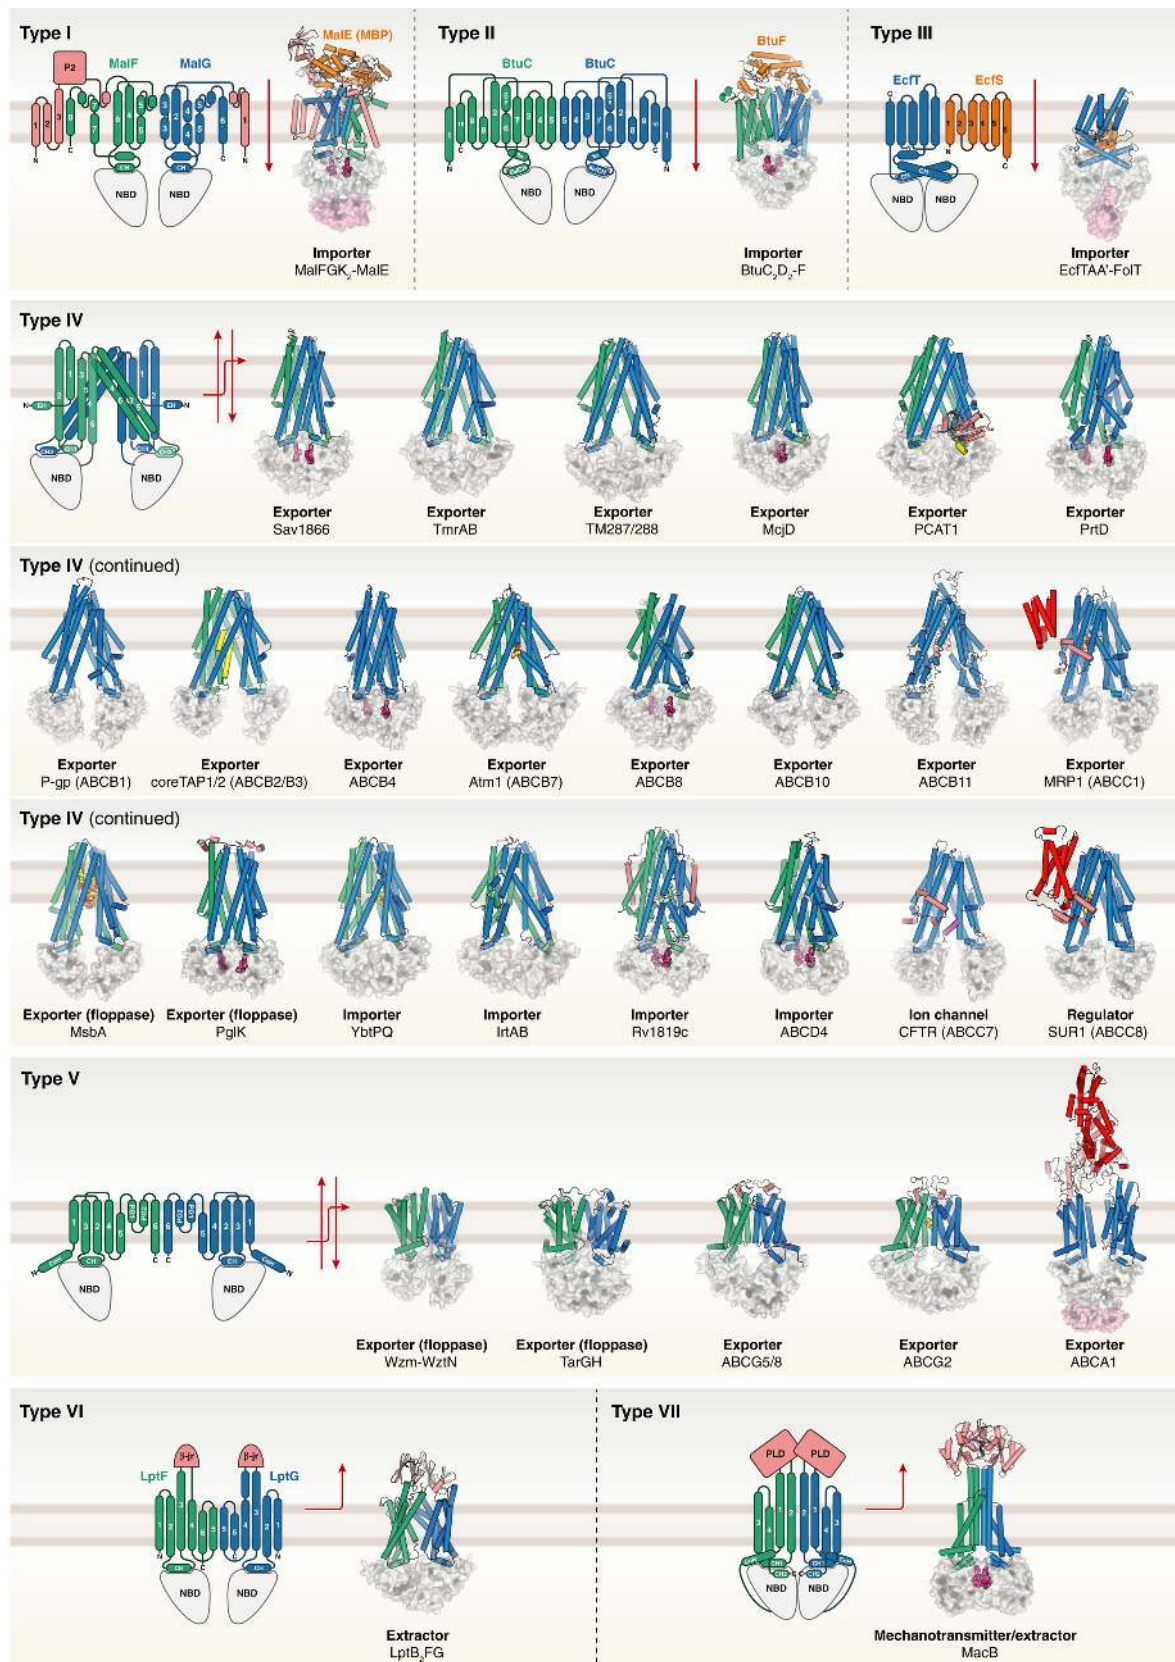 Type I
MalE (MBP)
P2
MalF
MalG
NBD
NBD
Importer
MalFGK₂-MalE
Type II
BtuF
BtuC
BtuC
NBD
NBD
Importer
BtuC₂D₂-F
Type III
EcfT
EcfS
NBD
NBD
Importer
EcfTAA'-FolT
Type IV
NBD
NBD
Exporter
Sav1866
Exporter
TmrAB
Exporter
TM287/288
Exporter
McjD
Exporter
PCAT1
Exporter
PrtD
Type IV (continued)
Exporter
P-gp (ABCB1)
Exporter
coreTAP1/2 (ABCB2/B3)
Exporter
ABCB4
Exporter
Atm1 (ABCB7)
Exporter
ABCB8
Exporter
ABCB10
Exporter
ABCB11
Exporter
MRP1 (ABCC1)
Type IV (continued)
Exporter (floppase)
MsbA
Exporter (floppase)
PglK
Importer
YbtPQ
Importer
IrtAB
Importer
Rv1819c
Importer
ABCD4
Ion channel
CFTR (ABCC7)
Regulator
SUR1 (ABCC8)
Type V
NBD
NBD
Exporter (floppase)
Wzm-WztN
Exporter (floppase)
TarGH
Exporter
ABCG5/8
Exporter
ABCG2
Exporter
ABCA1
Type VI
β-jr
β-jr
LptF
LptG
NBD
NBD
Extractor
LptB₂FG
Type VII
PLD
PLD
NBD
NBD
Mechanotransmitter/extractor
MacB